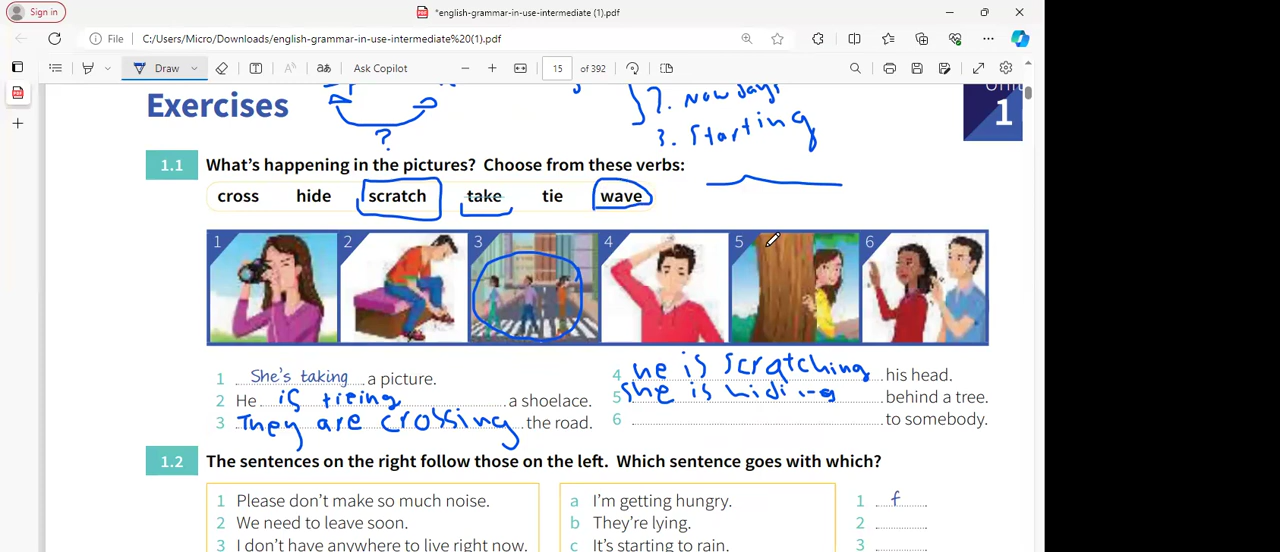 Sign in
*english-grammar-in-use-intermediate (1).pdf
File C:/Users/Micro/Downloads/english-grammar-in-use-intermediate%20(1).pdf
Draw Ask Copilot 15 of 392
Exercises
?
?. Nowdays
3. Starting
Unit
1
1.1 What's happening in the pictures? Choose from these verbs:
cross hide scratch take tie wave
1 2 3 4 5 6
1 She's taking a picture.
2 He is tieing a shoelace.
3 They are crossing the road.
4 he is scratching his head.
5 She is hiding behind a tree.
6 to somebody.
1.2 The sentences on the right follow those on the left. Which sentence goes with which?
1 Please don't make so much noise.
2 We need to leave soon.
3 I don't have anywhere to live right now.
a I'm getting hungry.
b They're lying.
c It's starting to rain.
1 f
2
3